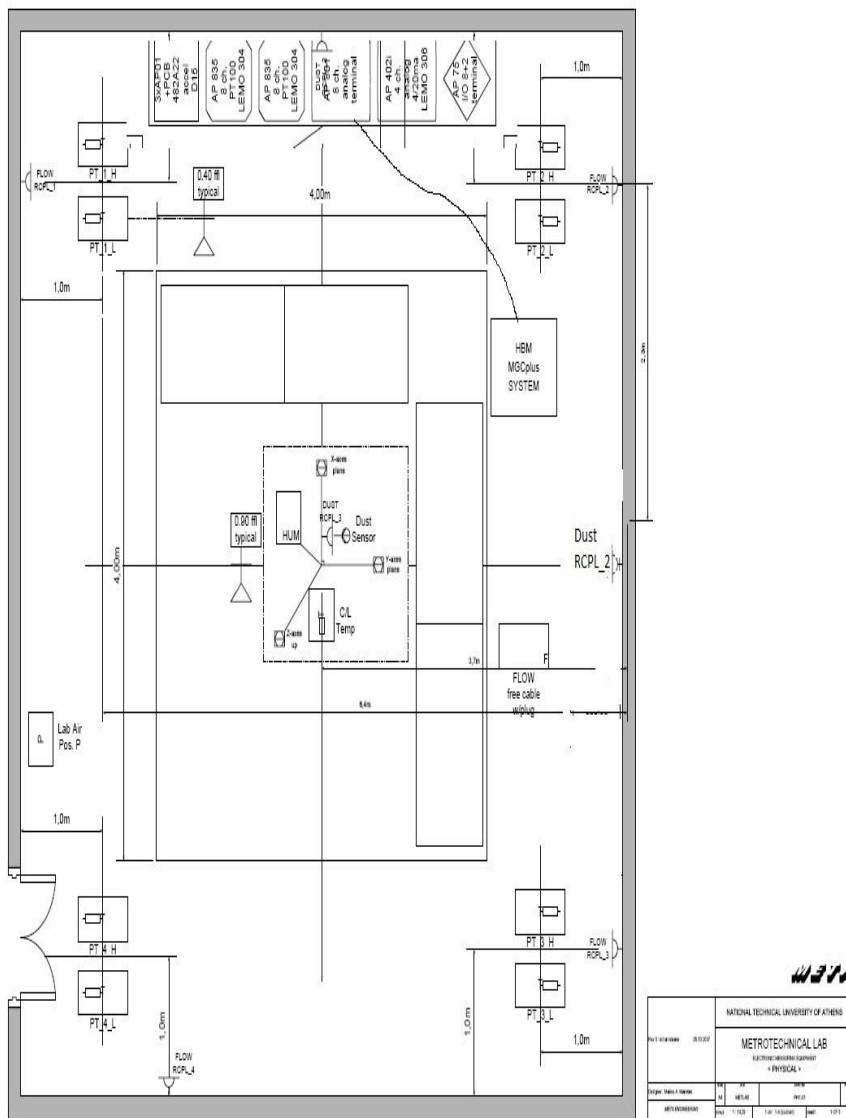 3xAP01
+PCB
482A22
accel
D15
AP 835
8 ch.
PT100
LEMO 304
AP 835
8 ch.
PT100
LEMO 304
DUST
8 ch.
analog
terminal
AP 402i
4 ch.
analog
4/20ma
LEMO 306
AP 75
I/O 8+2
terminal
1,0m
FLOW
RCPL_1
PT_1_H
0.40 ffl
typical
4,00m
PT_2_H
FLOW
RCPL_2
PT_1_L
PT_2_L
1,0m
HBM
MGCplus
SYSTEM
X-axis
plane
DUST
RCPL_3
Dust
Sensor
HUM
0.90 ffl
typical
Y-axis
plane
Dust
RCPL_2
4,00m
C/L
Temp
Z-axis
up
3,7m
F
FLOW
free cable
w/plug
P
Lab Air
Pos. P
1,0m
PT_4_H
PT_3_H
FLOW
RCPL_3
PT_4_L
PT_3_L
1,0m
1,0m
1,0m
FLOW
RCPL_4
NATIONAL TECHNICAL UNIVERSITY OF ATHENS
METROTECHNICAL LAB
ELECTRONIC MEASURING EQUIPMENT
< PHYSICAL >
METLAB